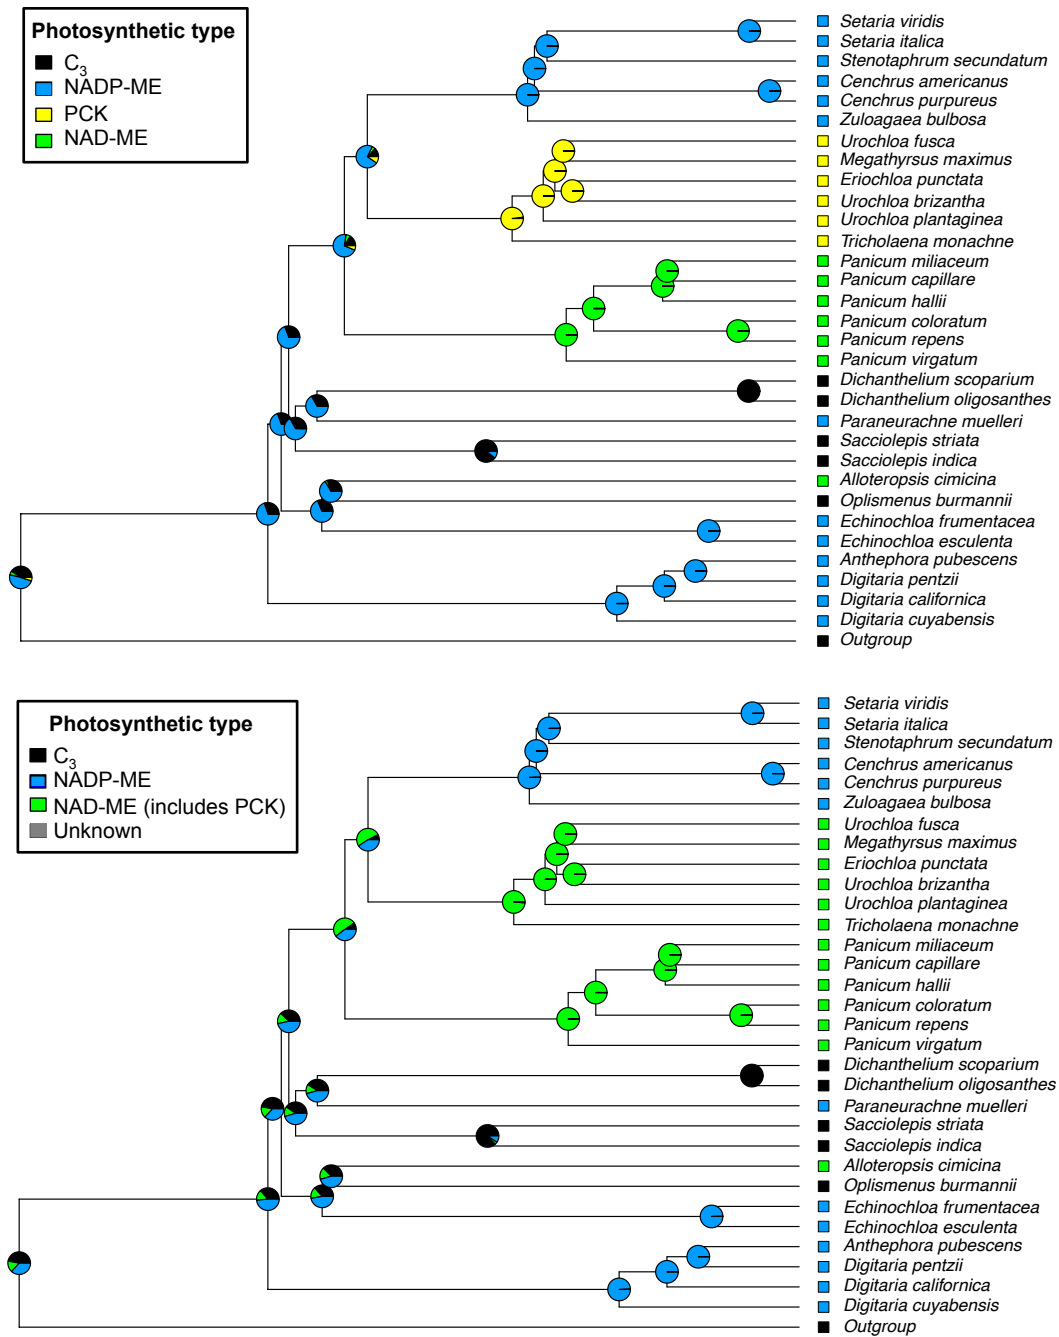 Photosynthetic type
C3
NADP-ME
PCK
NAD-ME
Setaria viridis
Setaria italica
Stenotaphrum secundatum
Cenchrus americanus
Cenchrus purpureus
Zuloagaea bulbosa
Urochloa fusca
Megathyrsus maximus
Eriochloa punctata
Urochloa brizantha
Urochloa plantaginea
Tricholaena monachne
Panicum miliaceum
Panicum capillare
Panicum hallii
Panicum coloratum
Panicum repens
Panicum virgatum
Dichanthelium scoparium
Dichanthelium oligosanthes
Paraneurachne muelleri
Sacciolepis striata
Sacciolepis indica
Alloteropsis cimicina
Oplismenus burmannii
Echinochloa frumentacea
Echinochloa esculenta
Anthephora pubescens
Digitaria pentzii
Digitaria californica
Digitaria cuyabensis
Outgroup
Photosynthetic type
C3
NADP-ME
NAD-ME (includes PCK)
Unknown
Setaria viridis
Setaria italica
Stenotaphrum secundatum
Cenchrus americanus
Cenchrus purpureus
Zuloagaea bulbosa
Urochloa fusca
Megathyrsus maximus
Eriochloa punctata
Urochloa brizantha
Urochloa plantaginea
Tricholaena monachne
Panicum miliaceum
Panicum capillare
Panicum hallii
Panicum coloratum
Panicum repens
Panicum virgatum
Dichanthelium scoparium
Dichanthelium oligosanthes
Paraneurachne muelleri
Sacciolepis striata
Sacciolepis indica
Alloteropsis cimicina
Oplismenus burmannii
Echinochloa frumentacea
Echinochloa esculenta
Anthephora pubescens
Digitaria pentzii
Digitaria californica
Digitaria cuyabensis
Outgroup